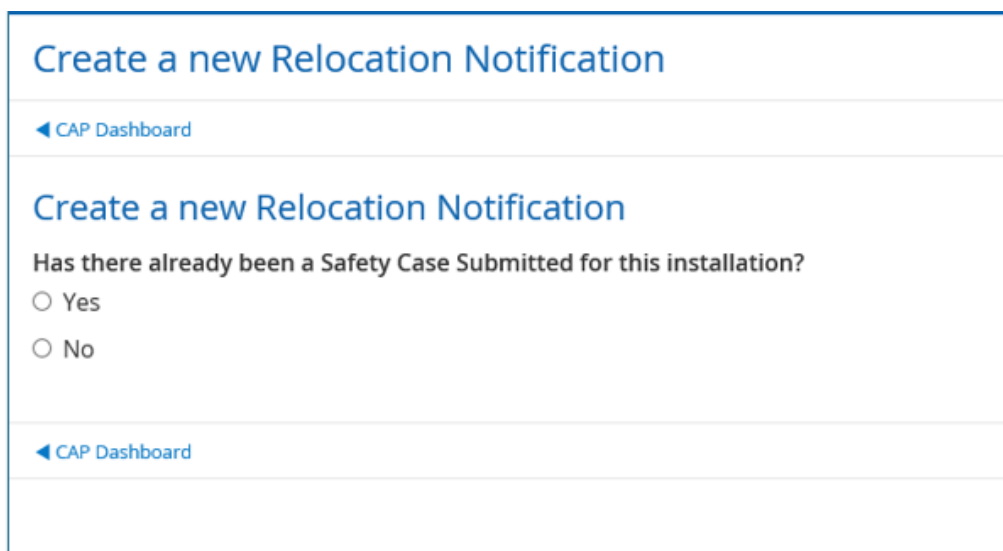 Create a new Relocation Notification
◀ CAP Dashboard
Create a new Relocation Notification
Has there already been a Safety Case Submitted for this installation?
Yes
No
◀ CAP Dashboard